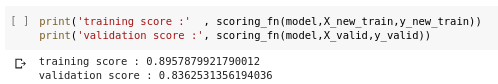 [ ] print('training score :'  , scoring_fn(model,X_new_train,y_new_train))
print('validation score :', scoring_fn(model,X_valid,y_valid))
training score : 0.8957879921790012
validation score : 0.8362531356194036